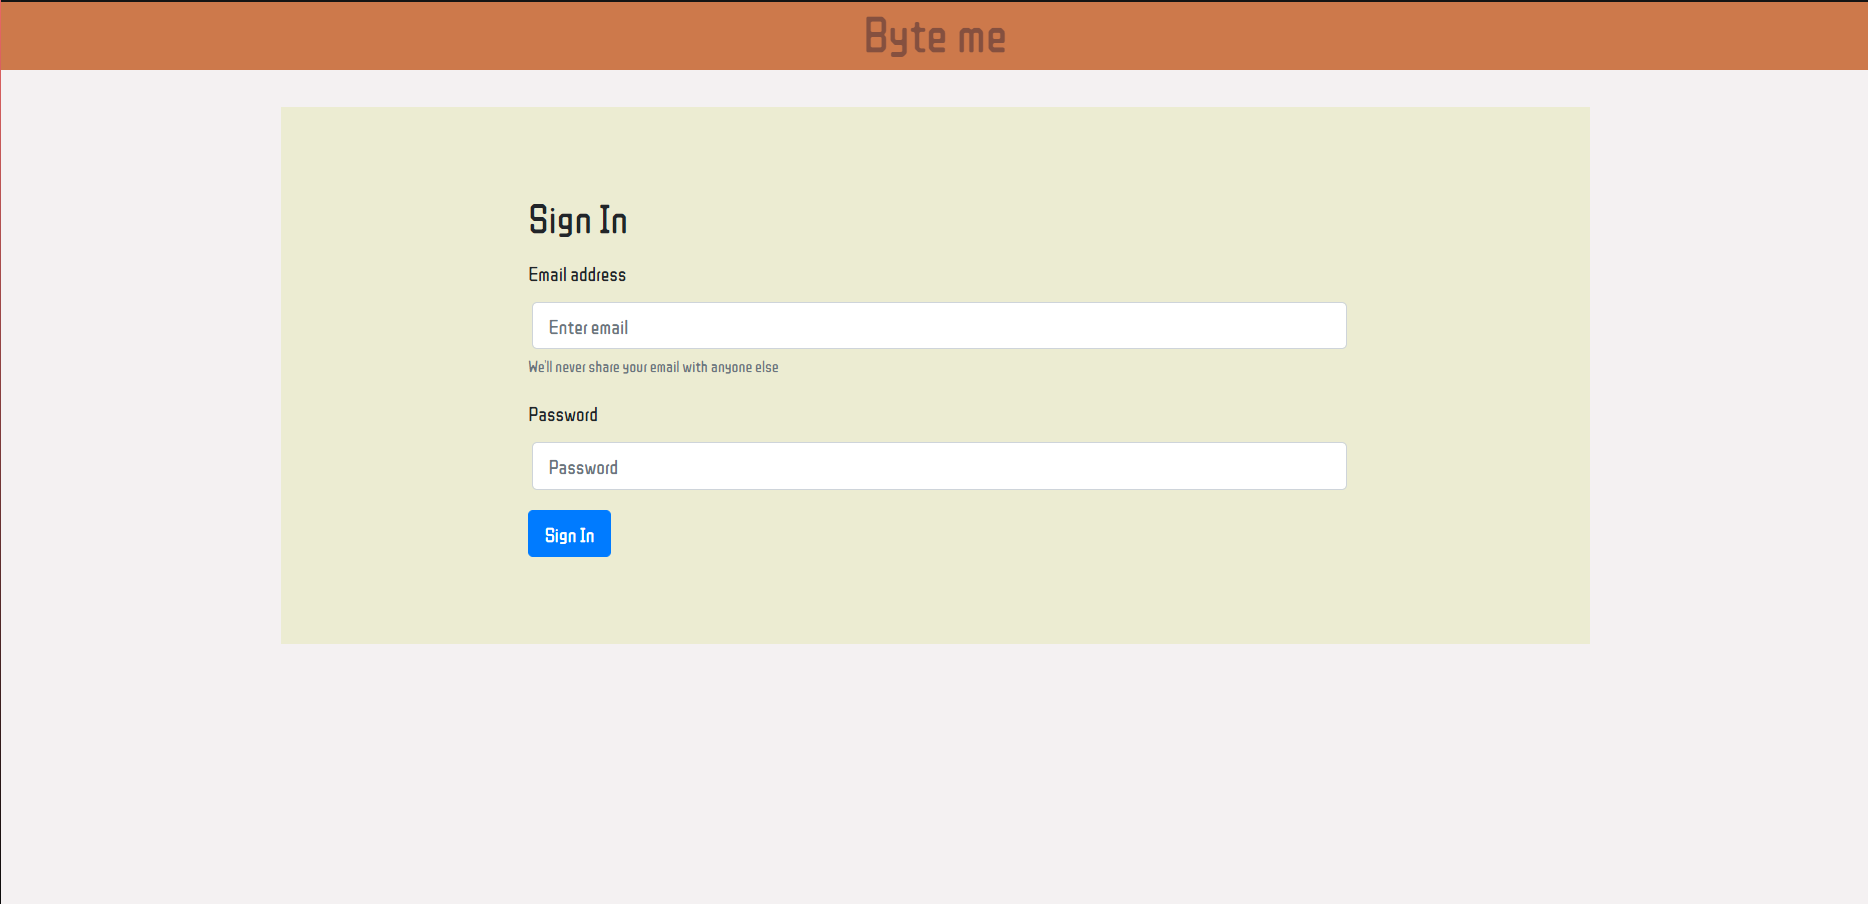 Byte me
Sign In
Email address
Enter email
We'll never share your email with anyone else
Password
Password
Sign In